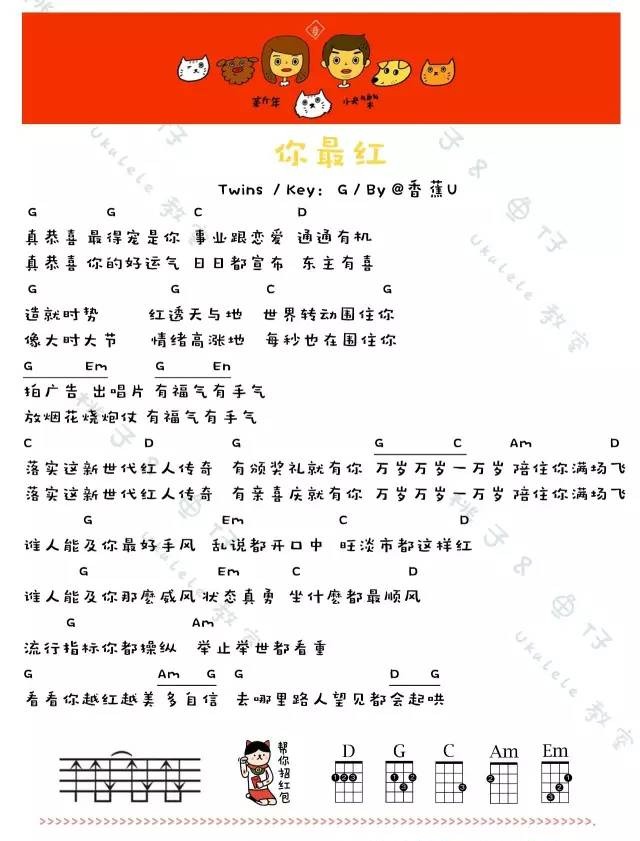 意外年
小犬
你最红
Twins / Key: G / By @香蕉U
G G C D
真恭喜 最得宠是你 事业跟恋爱 通通有机
真恭喜 你的好运气 日日都宣布 东主有喜
G G C G
造就时势 红透天与地 世界转动围住你
像大时大节 情绪高涨地 每秒也在围住你
G Em G En
拍广告 出唱片 有福气有手气
放烟花烧炮仗 有福气有手气
C D G G C Am D
落实这新世代红人传奇 有颁奖礼就有你 万岁万岁一万岁 陪住你满场飞
落实这新世代红人传奇 有亲喜庆就有你 万岁万岁一万岁 陪住你满场飞
G Em C D
谁人能及你最好手风 乱说都开口中 旺淡市都这样红
G Em C D
谁人能及你那麽威风 状态真勇 坐什麽都最顺风
G Am
流行指标你都操纵 举止举世都看重
G Am G G D G
看看你越红越美 多自信 去哪里路人望见都会起哄
帮你招红包
D G C Am Em
1 2 3 1 2 3 3 2 1 2 3
桃子 & 鱼仔
Ukulele 教室